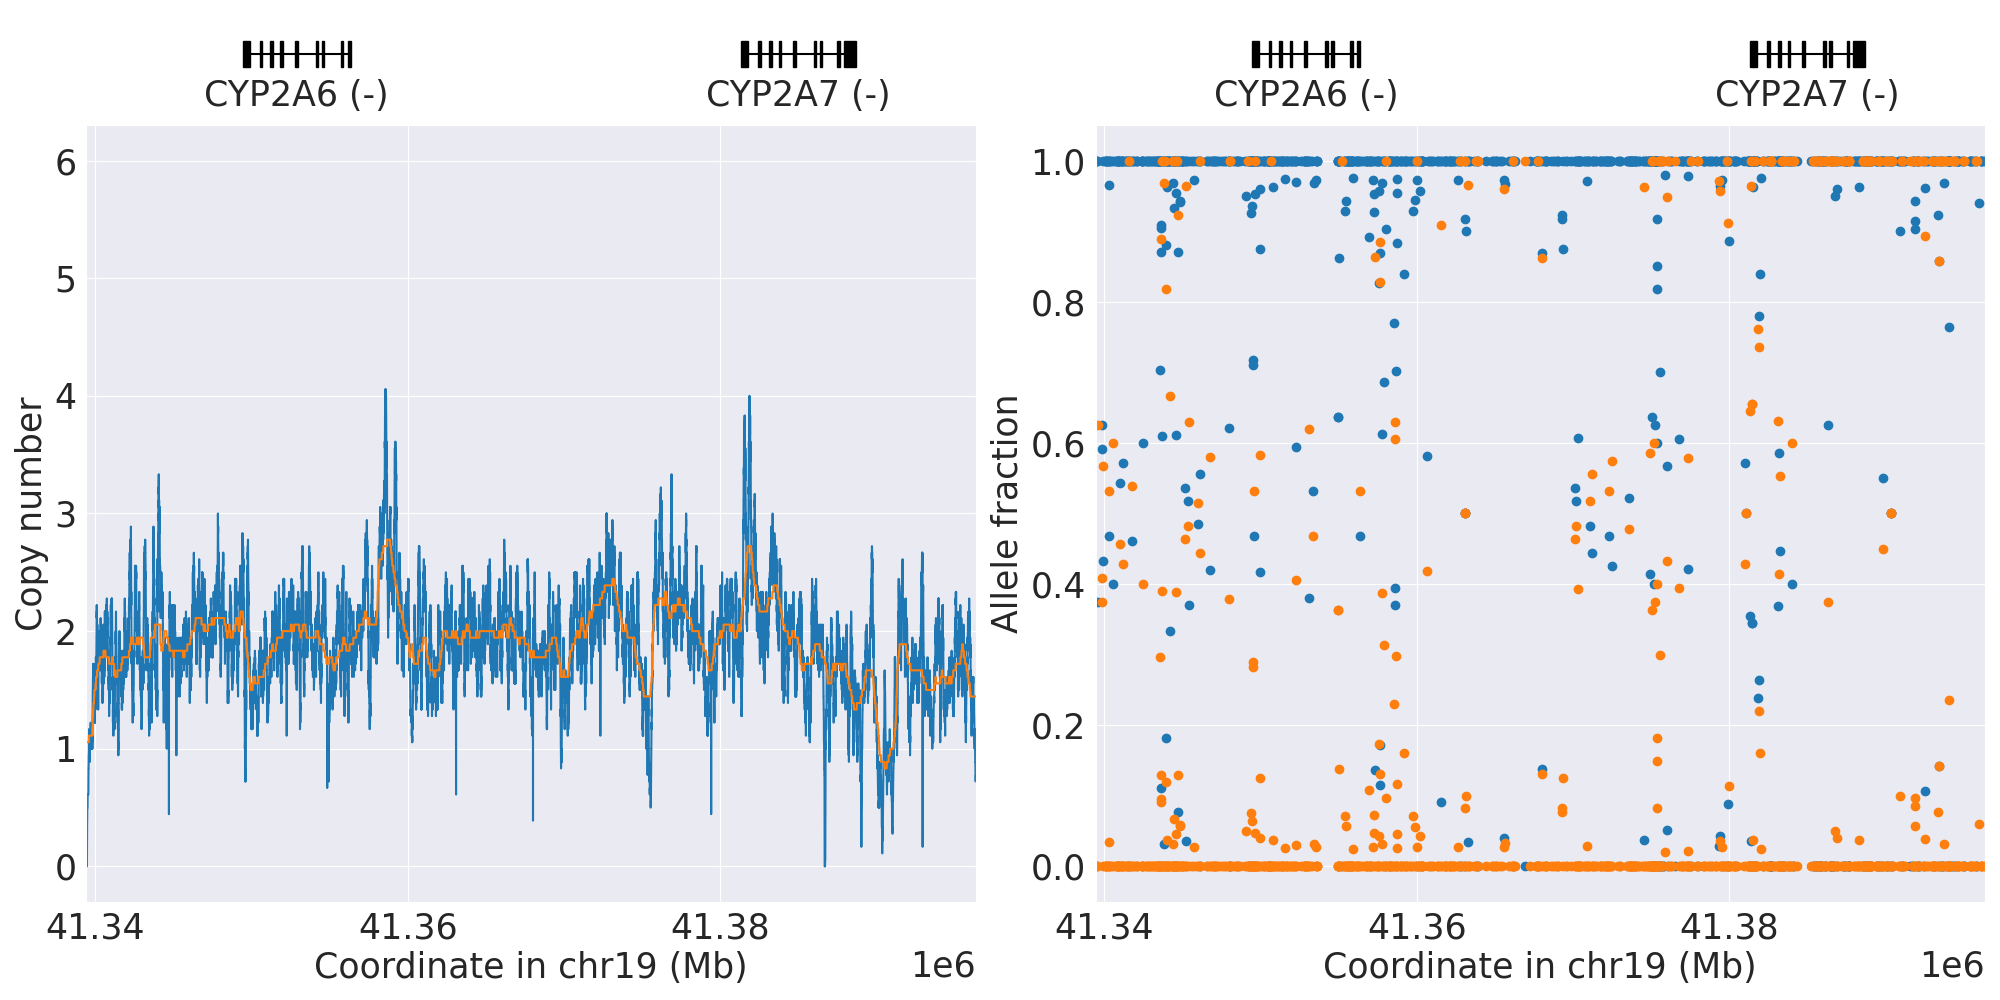 CYP2A6 (-)
CYP2A7 (-)
6
5
4
3
2
1
0
Copy number
41.34
41.36
41.38
Coordinate in chr19 (Mb)
1e6
CYP2A6 (-)
CYP2A7 (-)
1.0
0.8
0.6
0.4
0.2
0.0
Allele fraction
41.34
41.36
41.38
Coordinate in chr19 (Mb)
1e6